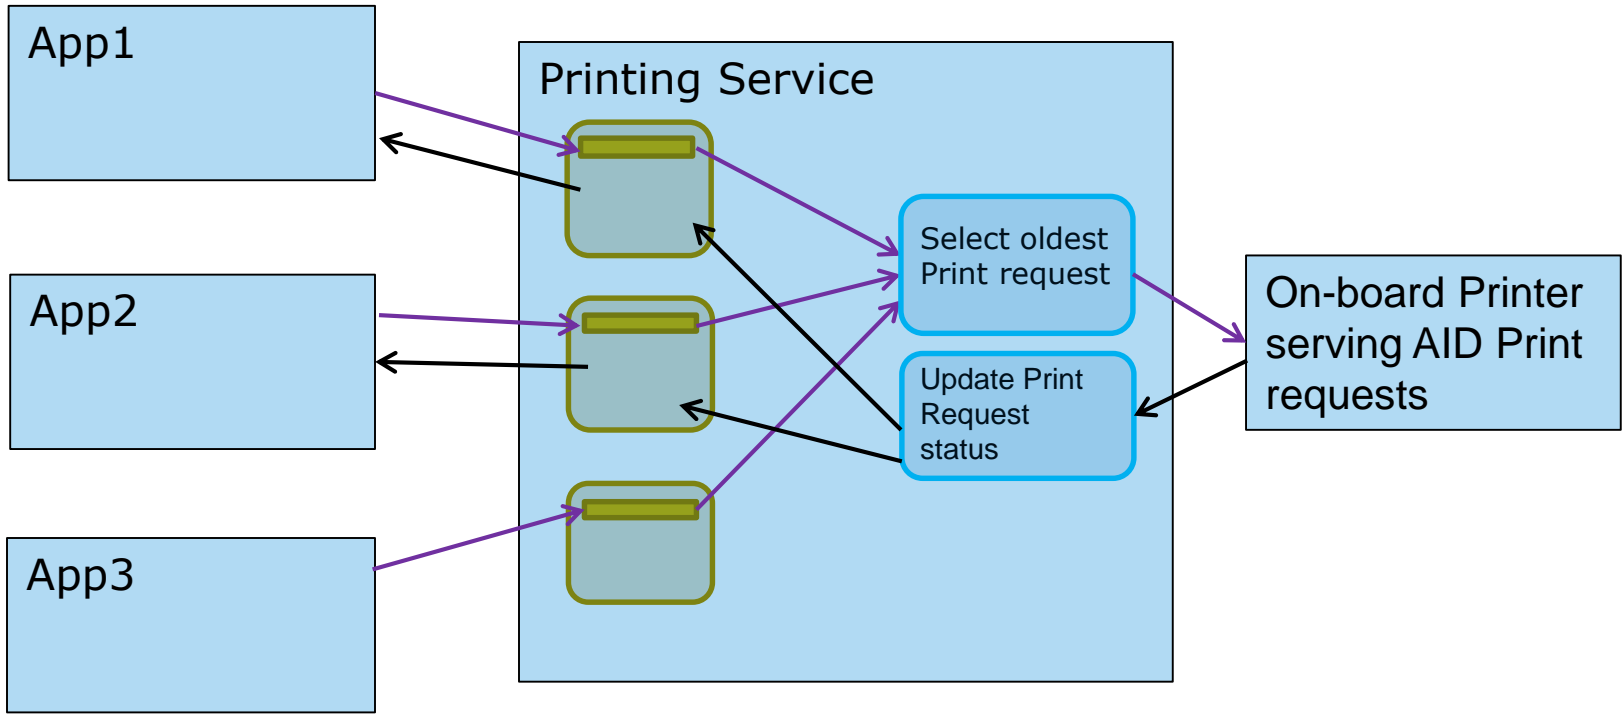 App1
Printing Service
Select oldest
Print request
App2
On-board Printer
serving AID Print
requests
Update Print
Request
status
App3